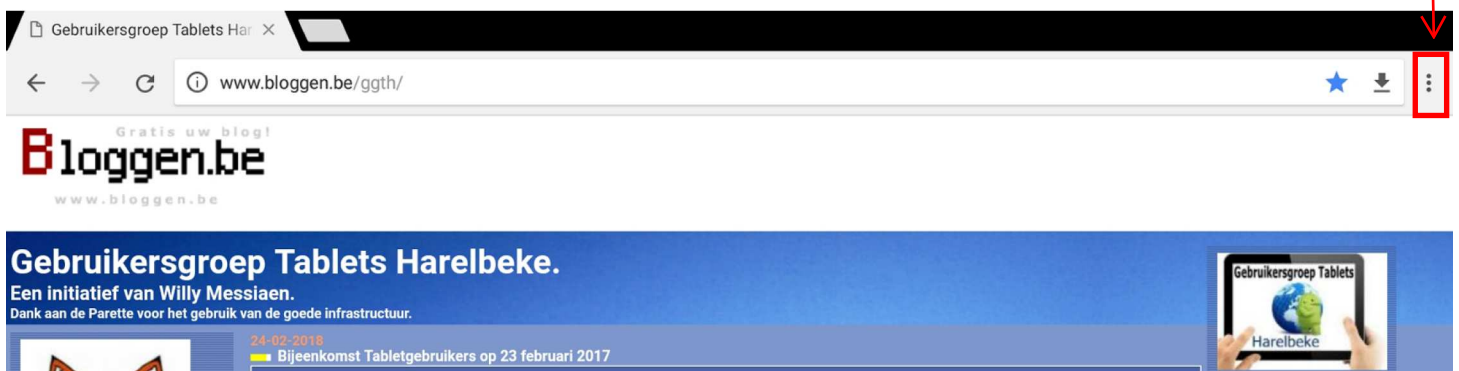 Gebruikersgroep Tablets Har
www.bloggen.be/ggth/
Gratis uw blog!
Bloggen.be
www.bloggen.be
Gebruikersgroep Tablets Harelbeke.
Een initiatief van Willy Messiaen.
Dank aan de Parette voor het gebruik van de goede infrastructuur.
Gebruikersgroep Tablets
Harelbeke
24-02-2018
Bijeenkomst Tabletgebruikers op 23 februari 2017